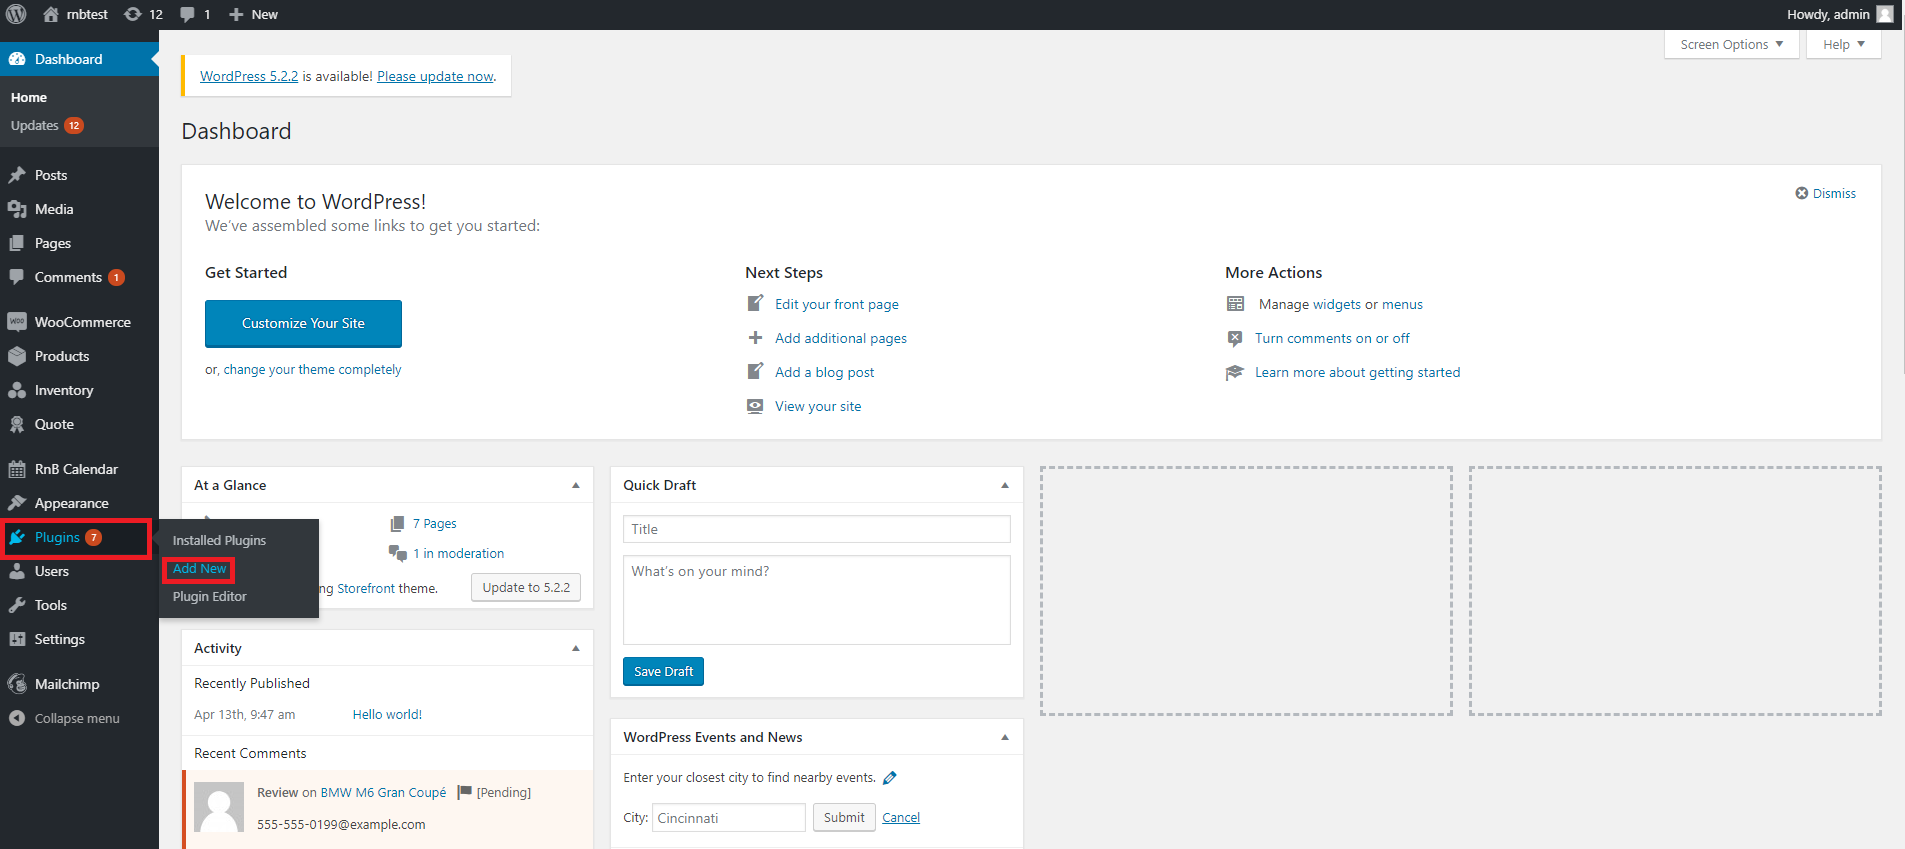 rnbtest 12 1 New Howdy, admin
Dashboard
Home
Updates 12
Posts
Media
Pages
Comments 1
WooCommerce
Products
Inventory
Quote
RnB Calendar
Appearance
Plugins 7
Installed Plugins
Add New
Plugin Editor
Users
Tools
Settings
Mailchimp
Collapse menu
Screen Options Help
WordPress 5.2.2 is available! Please update now.
Dashboard
Welcome to WordPress!
We've assembled some links to get you started:
Dismiss
Get Started
Customize Your Site
or, change your theme completely
Next Steps
Edit your front page
Add additional pages
Add a blog post
View your site
More Actions
Manage widgets or menus
Turn comments on or off
Learn more about getting started
At a Glance
7 Pages
1 in moderation
ng Storefront theme. Update to 5.2.2
Activity
Recently Published
Apr 13th, 9:47 am Hello world!
Recent Comments
Review on BMW M6 Gran Coupé [Pending]
555-555-0199@example.com
Quick Draft
Title
What's on your mind?
Save Draft
WordPress Events and News
Enter your closest city to find nearby events.
City: Cincinnati Submit Cancel